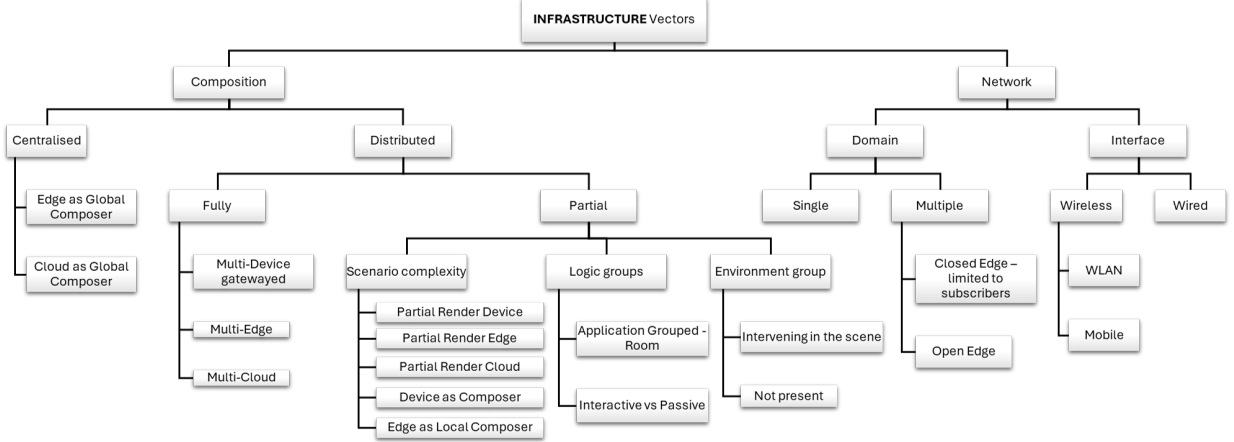 INFRASTRUCTURE Vectors
Composition
Network
Centralised
Distributed
Domain
Interface
Edge as Global
Composer
Cloud as Global
Composer
Fully
Partial
Single
Multiple
Wireless
Wired
Multi-Device
gatewayed
Multi-Edge
Multi-Cloud
Scenario complexity
Partial Render Device
Partial Render Edge
Partial Render Cloud
Device as Composer
Edge as Local Composer
Logic groups
Application Grouped -
Room
Interactive vs Passive
Environment group
Intervening in the scene
Not present
Closed Edge –
limited to
subscribers
Open Edge
WLAN
Mobile